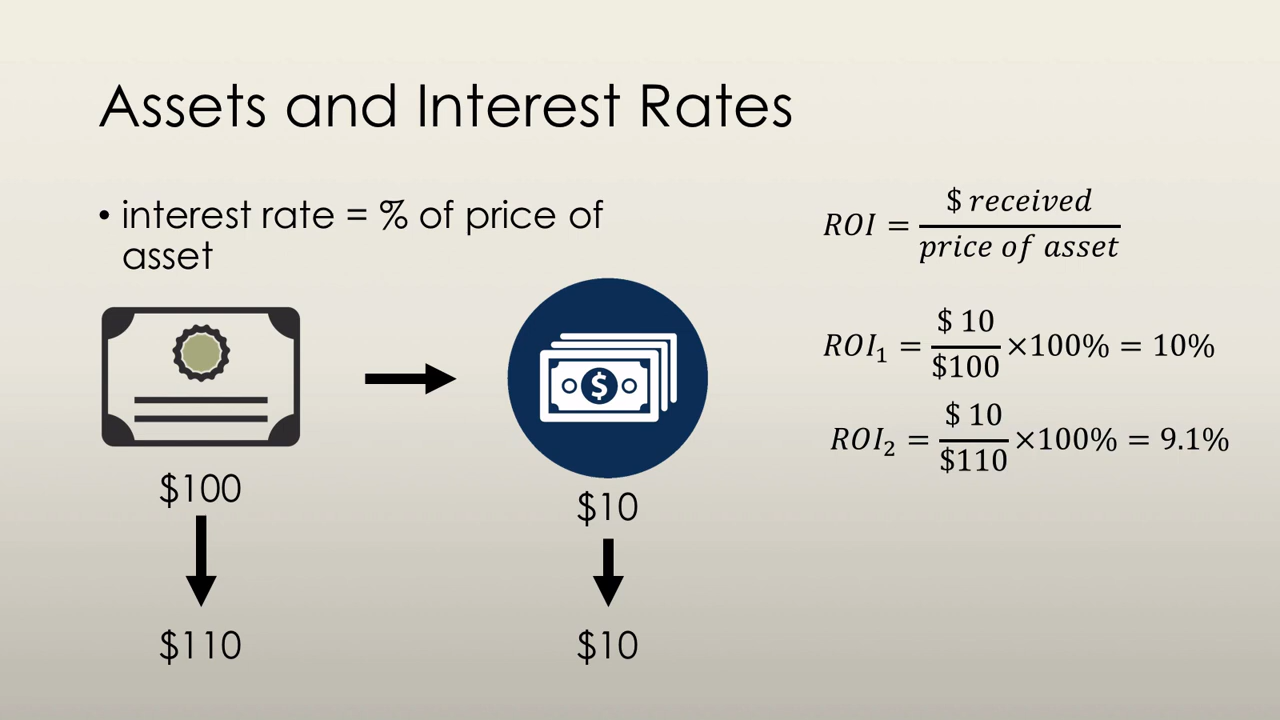 Assets and Interest Rates
• interest rate = % of price of
asset
$100
$10
$110
$10
ROI = $ received / price of asset
ROI₁ = $ 10 / $100 ×100% = 10%
ROI₂ = $ 10 / $110 ×100% = 9.1%
$